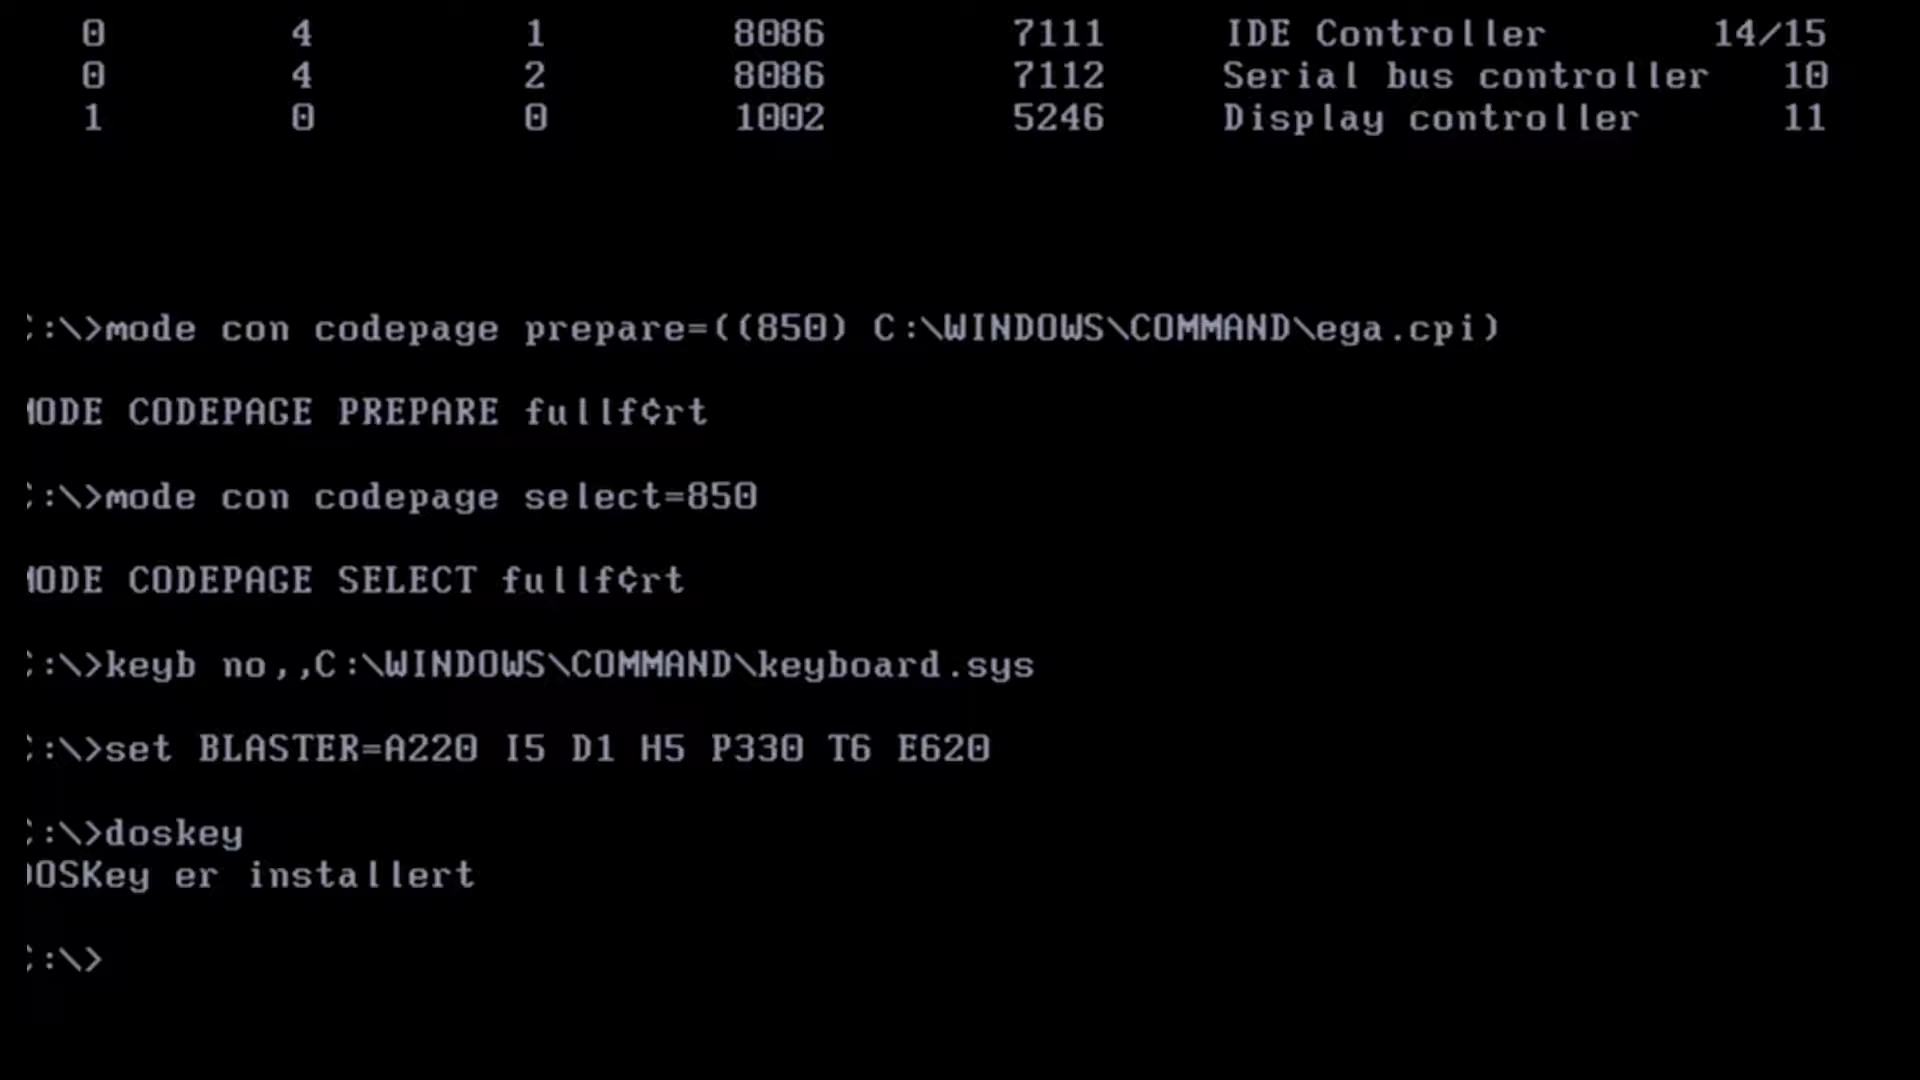 0 4 1 8086 7111 IDE Controller 14/15
0 4 2 8086 7112 Serial bus controller 10
1 0 0 1002 5246 Display controller 11
C:\>mode con codepage prepare=((850) C:\WINDOWS\COMMAND\ega.cpi)
MODE CODEPAGE PREPARE fullf¢rt
C:\>mode con codepage select=850
MODE CODEPAGE SELECT fullf¢rt
C:\>keyb no,,C:\WINDOWS\COMMAND\keyboard.sys
C:\>set BLASTER=A220 I5 D1 H5 P330 T6 E620
C:\>doskey
DOSKey er installert
C:\>